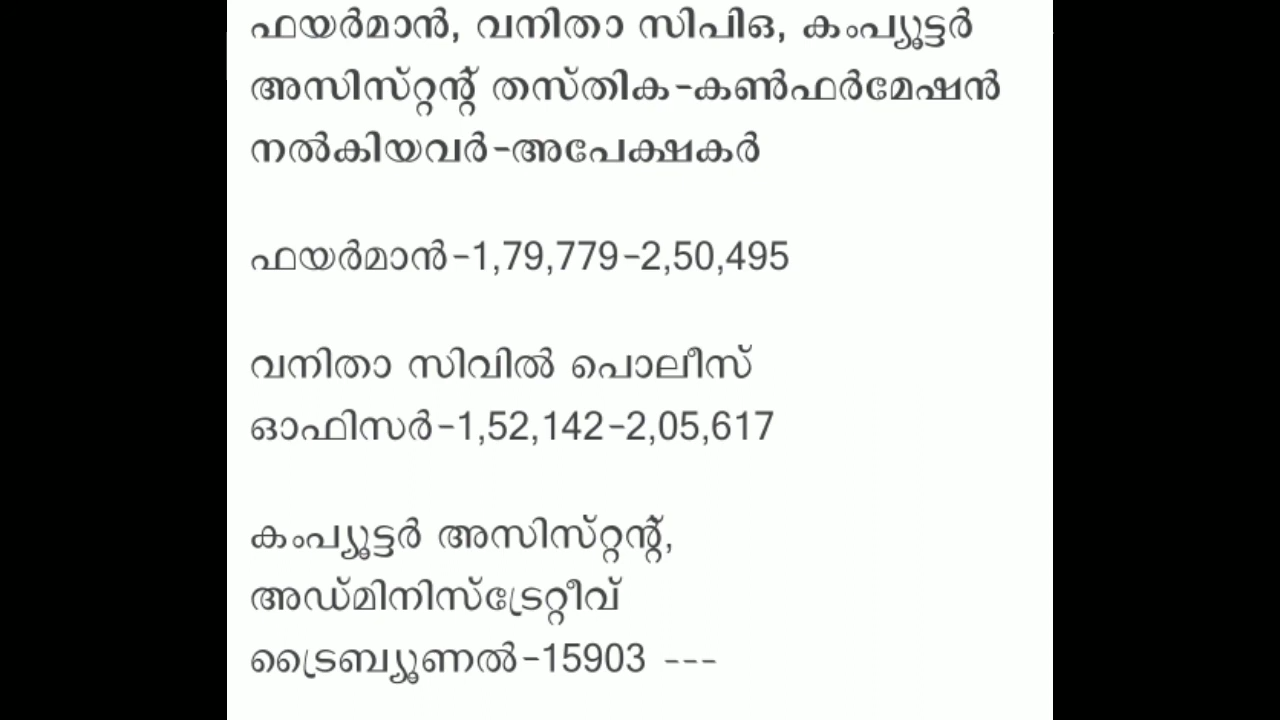 ഫയർമാൻ, വനിതാ സിപിഒ, കംപ്യൂട്ടർ
അസിസ്റ്റന്റ് തസ്തിക-കൺഫർമേഷൻ
നൽകിയവർ-അപേക്ഷകർ
ഫയർമാൻ-1,79,779-2,50,495
വനിതാ സിവിൽ പൊലീസ്
ഓഫിസർ-1,52,142-2,05,617
കംപ്യൂട്ടർ അസിസ്റ്റന്റ്,
അഡ്മിനിസ്ട്രേറ്റീവ്
ട്രൈബ്യൂണൽ-15903 ---